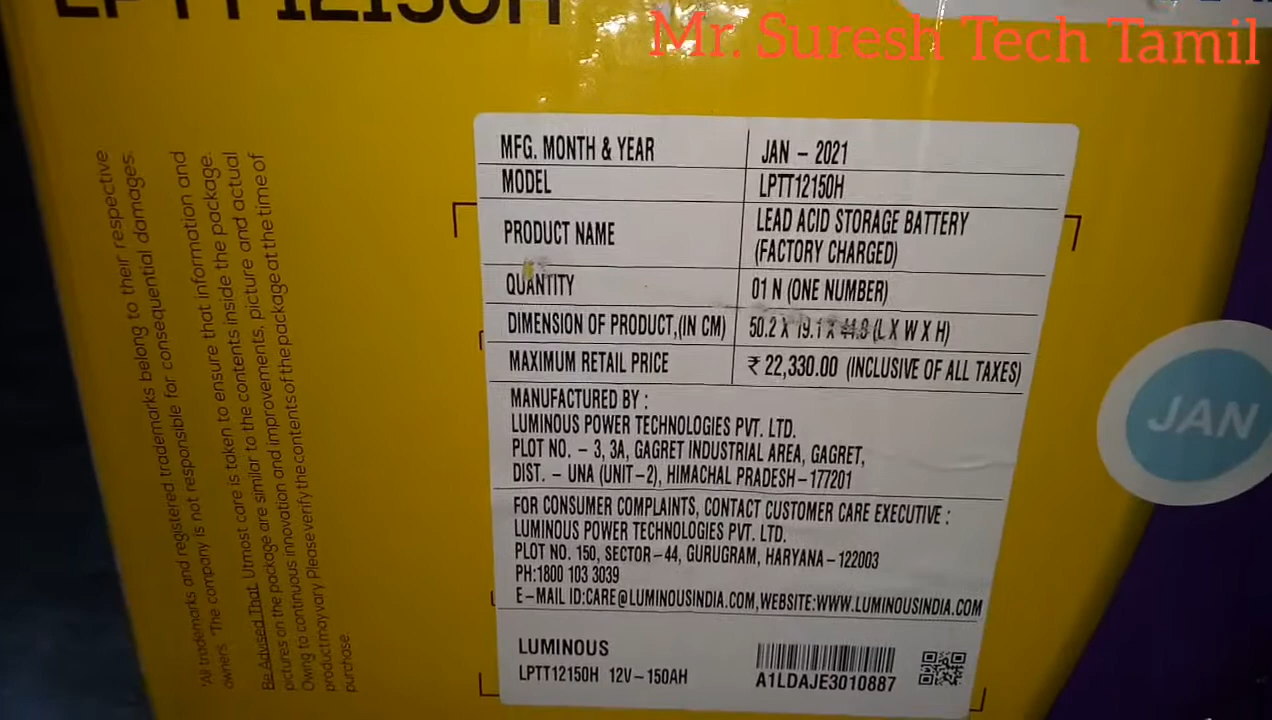 LPTT12150H
Mr. Suresh Tech Tamil
MFG. MONTH & YEAR JAN – 2021
MODEL LPTT12150H
PRODUCT NAME LEAD ACID STORAGE BATTERY
(FACTORY CHARGED)
QUANTITY 01 N (ONE NUMBER)
DIMENSION OF PRODUCT,(IN CM) 50.2 X 19.1 X 44.8 (L X W X H)
MAXIMUM RETAIL PRICE ₹ 22,330.00 (INCLUSIVE OF ALL TAXES)
MANUFACTURED BY :
LUMINOUS POWER TECHNOLOGIES PVT. LTD.
PLOT NO. – 3, 3A, GAGRET INDUSTRIAL AREA, GAGRET,
DIST. – UNA (UNIT–2), HIMACHAL PRADESH–177201
FOR CONSUMER COMPLAINTS, CONTACT CUSTOMER CARE EXECUTIVE :
LUMINOUS POWER TECHNOLOGIES PVT. LTD.
PLOT NO. 150, SECTOR–44, GURUGRAM, HARYANA–122003
PH:1800 103 3039
E–MAIL ID:CARE@LUMINOUSINDIA.COM,WEBSITE:WWW.LUMINOUSINDIA.COM
LUMINOUS
LPTT12150H 12V–150AH
A1LDAJE3010887
JAN
*All trademarks and registered trademarks belong to their respective
owners. *The company is not responsible for consequential damages.
Be Advised That. Utmost care is taken to ensure that information and
pictures on the package are similar to the contents inside the package.
Owing to continuous innovation and improvements, picture and actual
product may vary. Please verify the contents of the package at the time of
purchase